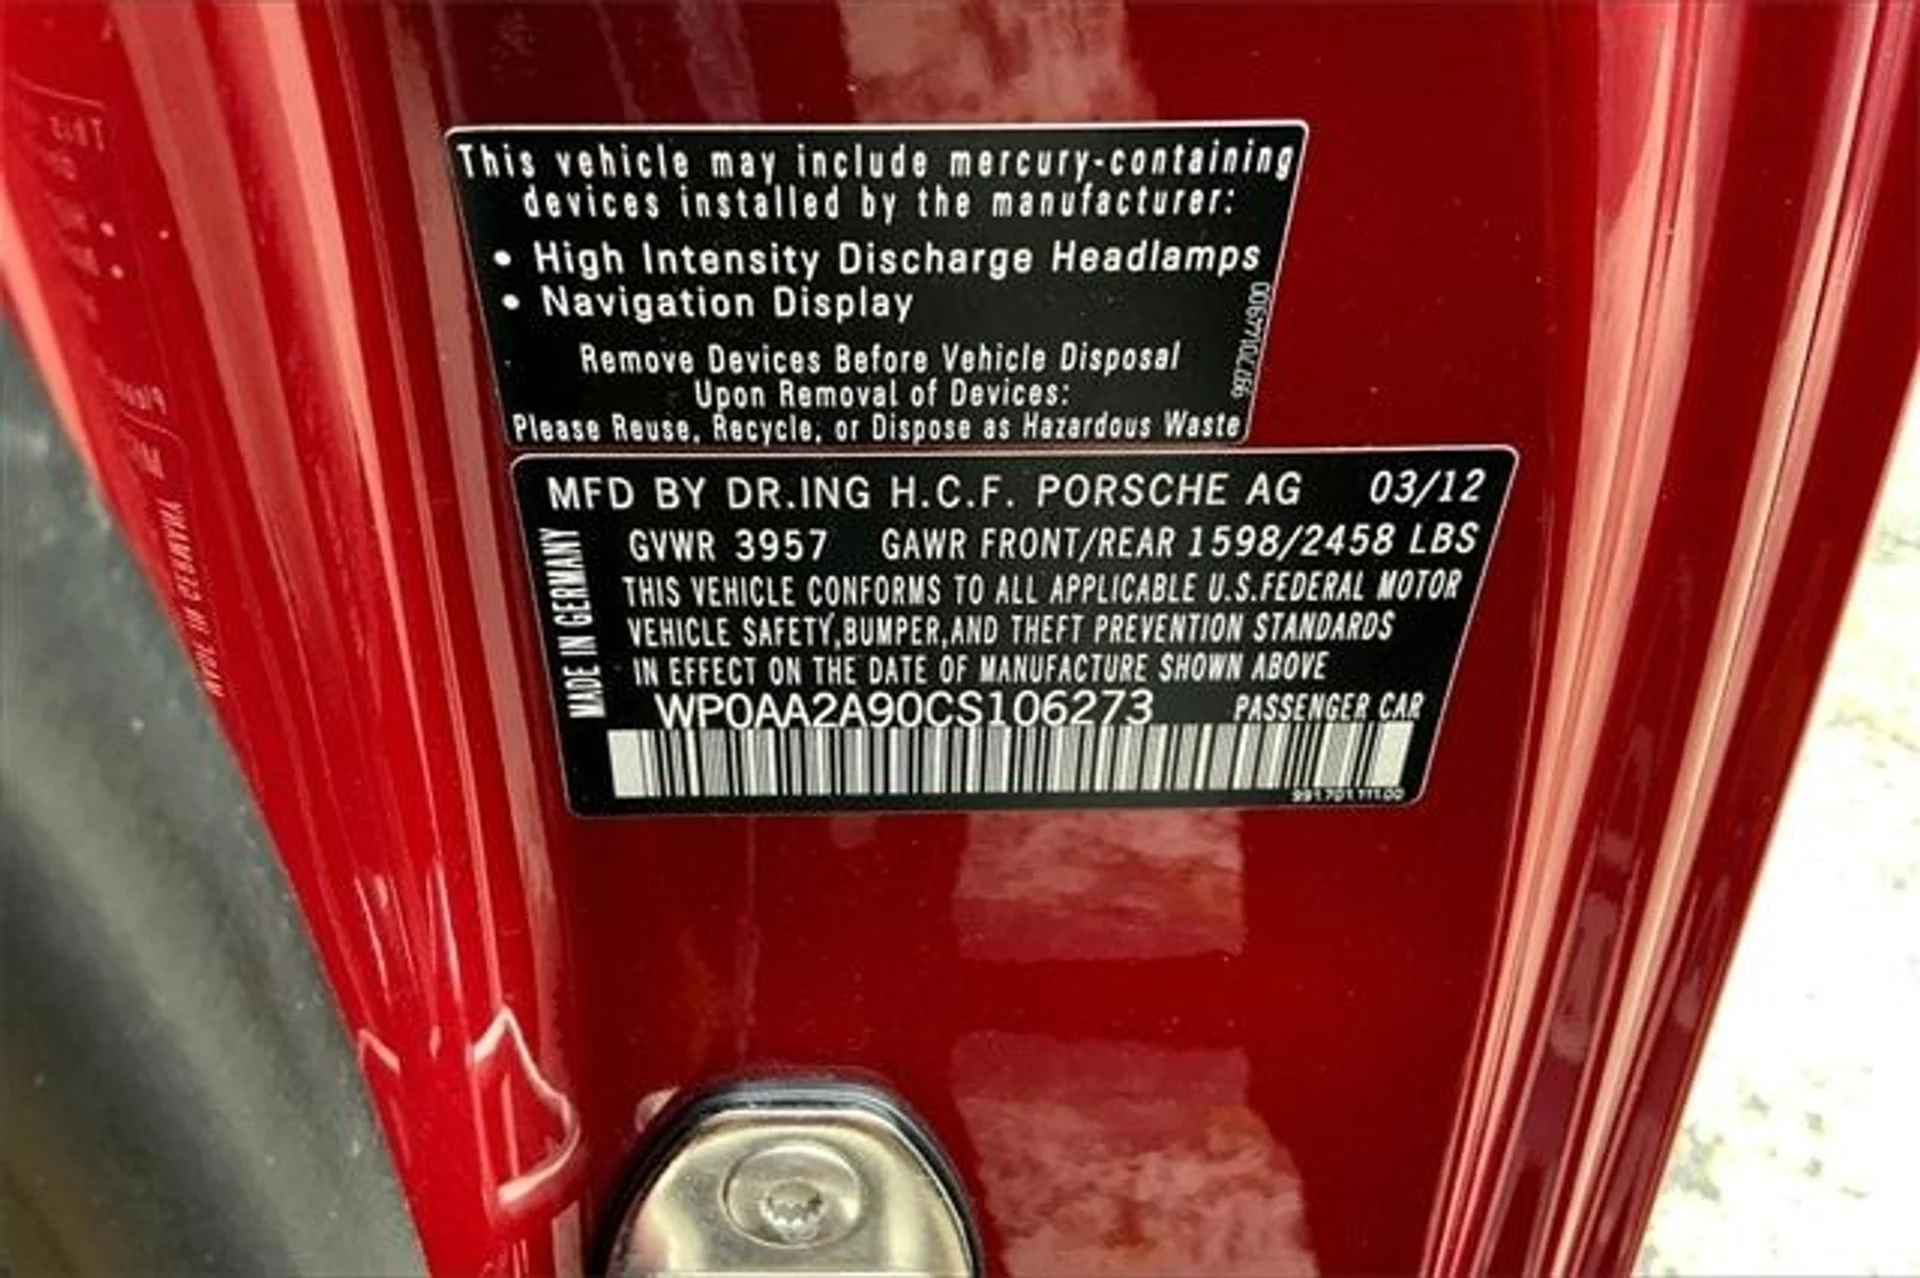 This vehicle may include mercury-containing
devices installed by the manufacturer:
• High Intensity Discharge Headlamps
• Navigation Display
Remove Devices Before Vehicle Disposal
Upon Removal of Devices:
Please Reuse, Recycle, or Dispose as Hazardous Waste
MFD BY DR.ING H.C.F. PORSCHE AG 03/12
GVWR 3957 GAWR FRONT/REAR 1598/2458 LBS
THIS VEHICLE CONFORMS TO ALL APPLICABLE U.S.FEDERAL MOTOR
VEHICLE SAFETY,BUMPER,AND THEFT PREVENTION STANDARDS
IN EFFECT ON THE DATE OF MANUFACTURE SHOWN ABOVE
MADE IN GERMANY
WP0AA2A90CS106273 PASSENGER CAR
991.701.111.00